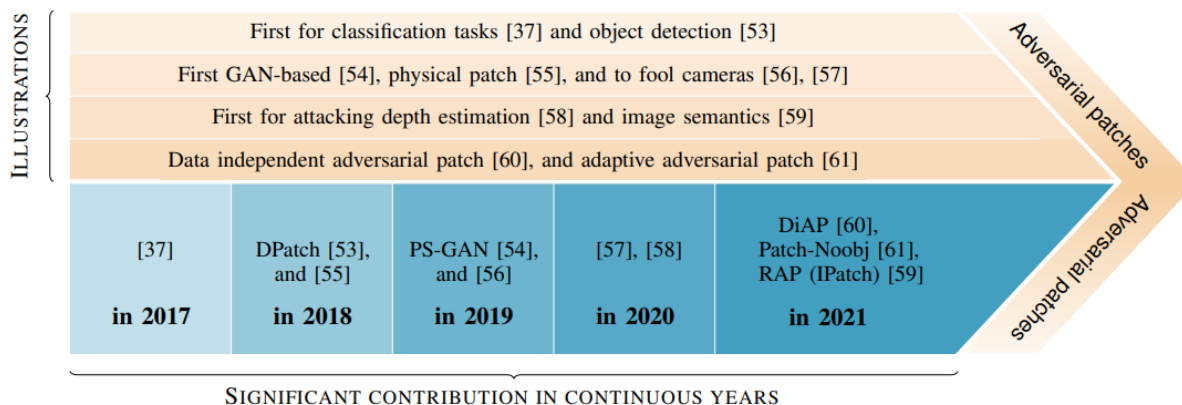 ILLUSTRATIONS
First for classification tasks [37] and object detection [53]
First GAN-based [54], physical patch [55], and to fool cameras [56], [57]
First for attacking depth estimation [58] and image semantics [59]
Data independent adversarial patch [60], and adaptive adversarial patch [61]
Adversarial patches
[37]
in 2017
DPatch [53],
and [55]
in 2018
PS-GAN [54],
and [56]
in 2019
[57], [58]
in 2020
DiAP [60],
Patch-Noobj [61],
RAP (IPatch) [59]
in 2021
Adversarial patches
SIGNIFICANT CONTRIBUTION IN CONTINUOUS YEARS